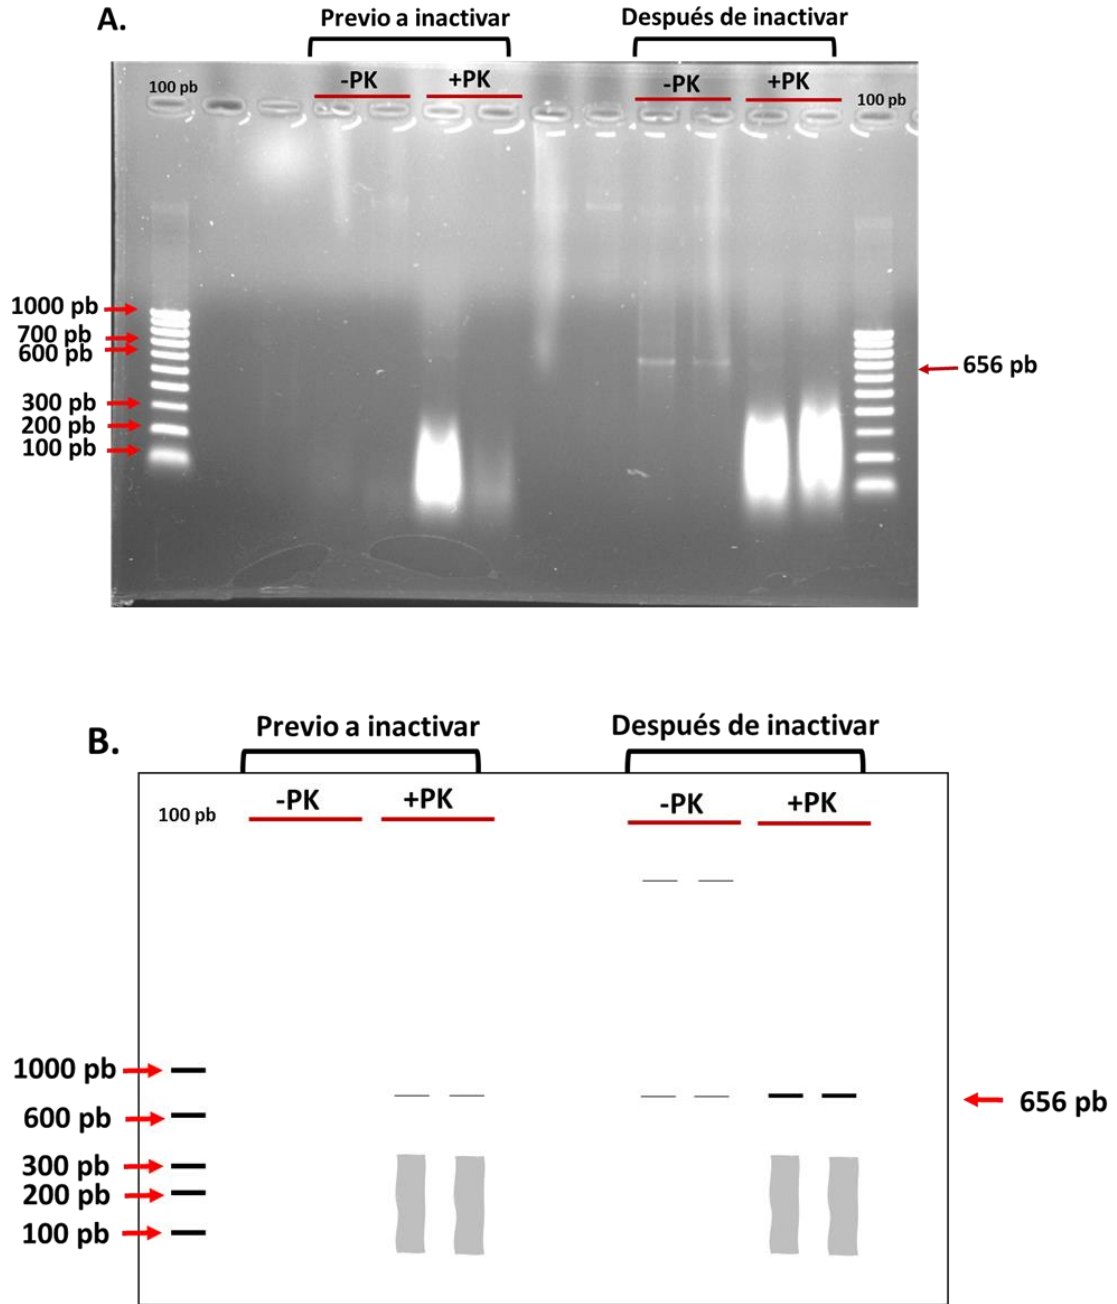 A.
Previo a inactivar
Después de inactivar
100 pb
-PK
+PK
-PK
+PK
100 pb
1000 pb
700 pb
600 pb
300 pb
200 pb
100 pb
656 pb
B.
Previo a inactivar
Después de inactivar
100 pb
-PK
+PK
-PK
+PK
1000 pb
600 pb
300 pb
200 pb
100 pb
656 pb